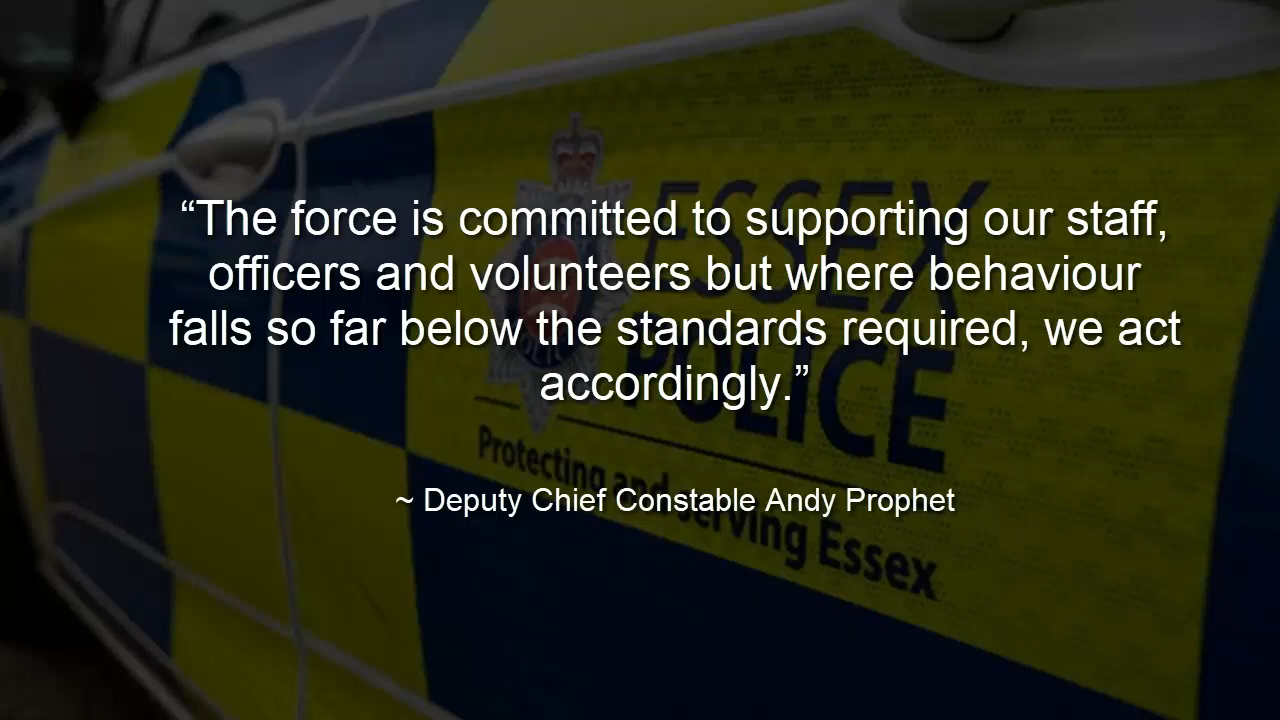 “The force is committed to supporting our staff,
officers and volunteers but where behaviour
falls so far below the standards required, we act
accordingly.”
~ Deputy Chief Constable Andy Prophet
ESSEX
POLICE
Protecting and serving Essex